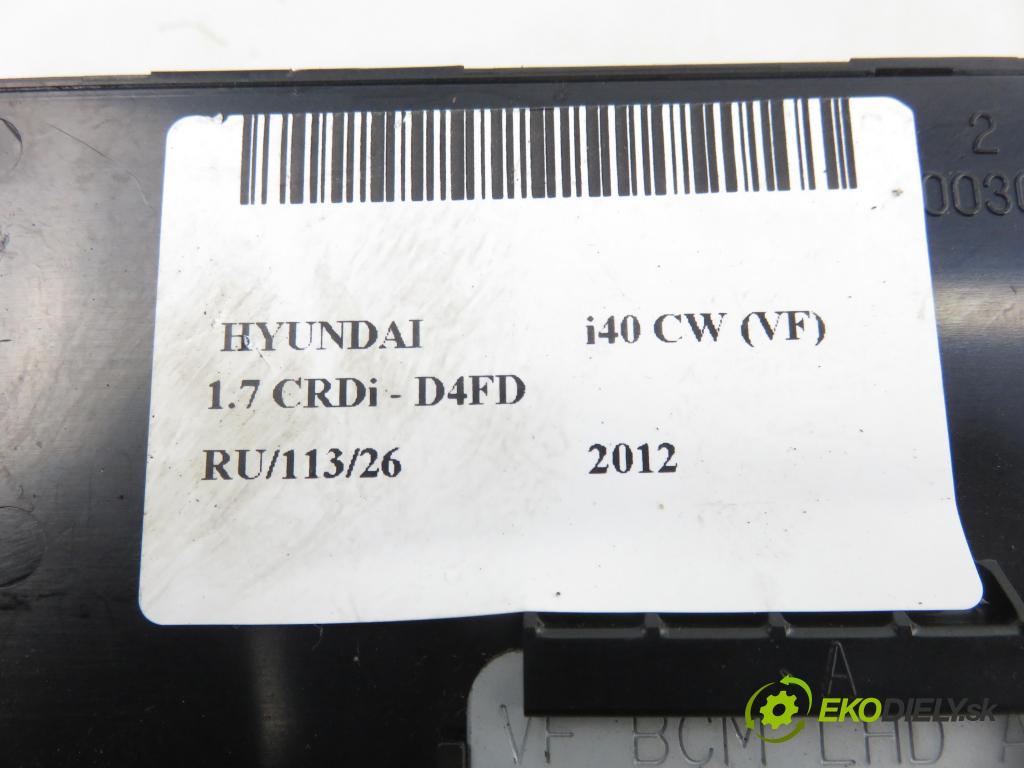 2
0030
HYUNDAI i40 CW (VF)
1.7 CRDi - D4FD
RU/113/26 2012
A
VF BCM LHD A
EKODIELY.sk